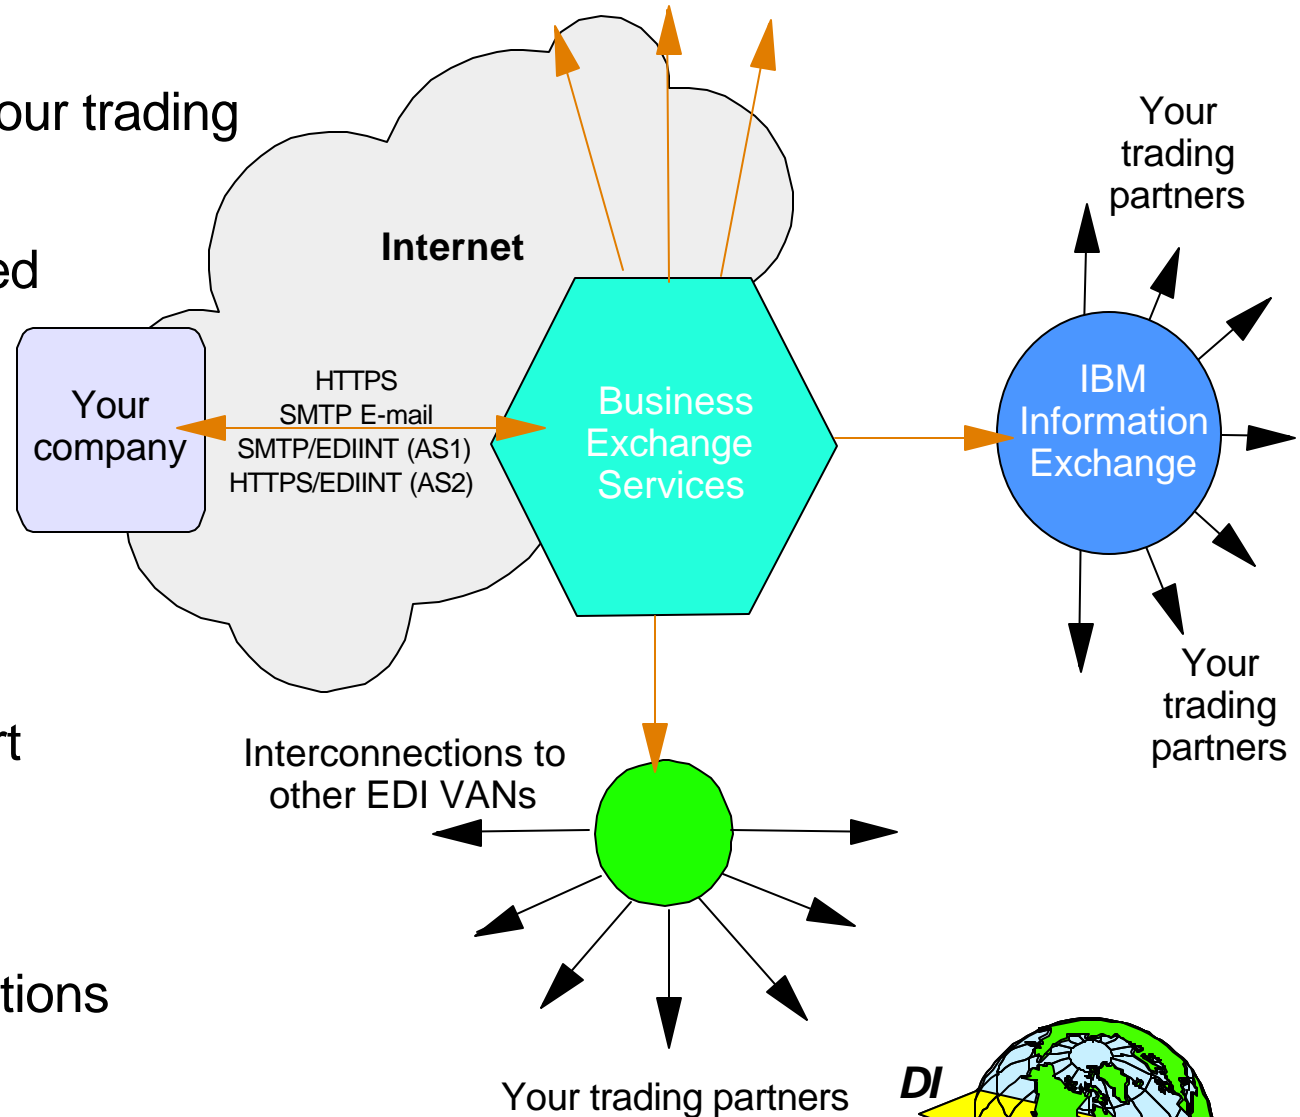 our trading
ed
rt
tions
Internet
Your
company
HTTPS
SMTP E-mail
SMTP/EDIINT (AS1)
HTTPS/EDIINT (AS2)
Business
Exchange
Services
Your
trading
partners
IBM
Information
Exchange
Your
trading
partners
Interconnections to
other EDI VANs
Your trading partners
DI